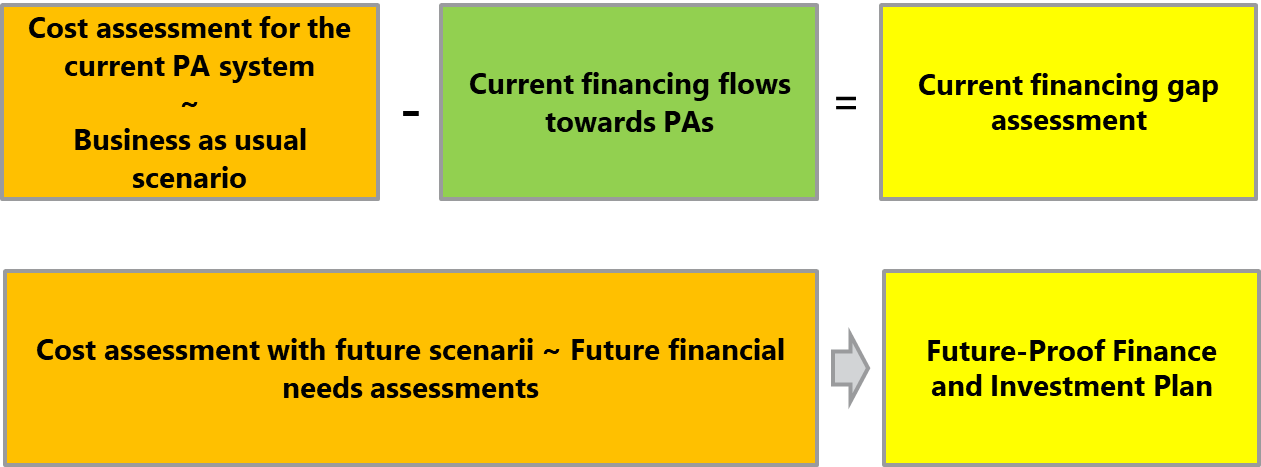 Cost assessment for the
current PA system
~
Business as usual
scenario
-
Current financing flows
towards PAs
=
Current financing gap
assessment
Cost assessment with future scenarii ~ Future financial
needs assessments
Future-Proof Finance
and Investment Plan